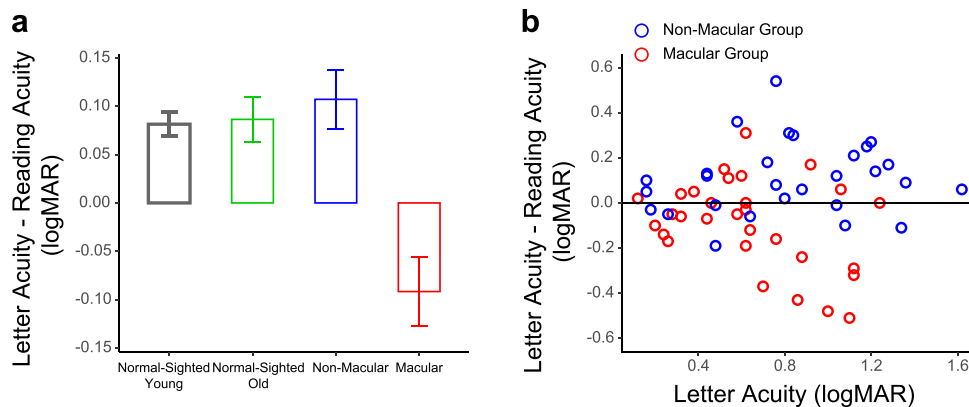 a
Letter Acuity - Reading Acuity
(logMAR)
0.15
0.10
0.05
0.00
-0.05
-0.10
-0.15
Normal-Sighted
Young
Normal-Sighted
Old
Non-Macular
Macular
b
Non-Macular Group
Macular Group
Letter Acuity - Reading Acuity
(logMAR)
0.6
0.4
0.2
0.0
-0.2
-0.4
-0.6
0.4
0.8
1.2
1.6
Letter Acuity (logMAR)